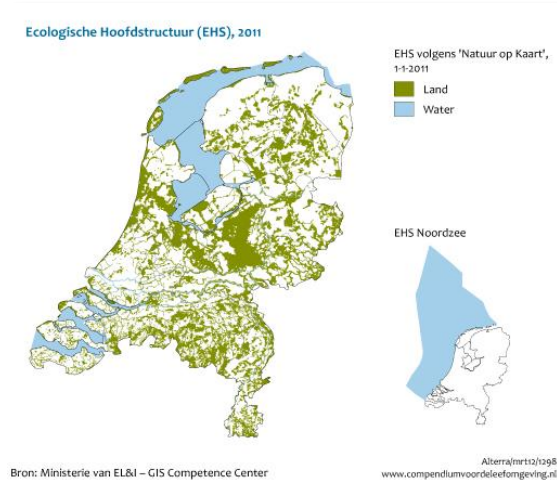 Ecologische Hoofdstructuur (EHS), 2011
EHS volgens 'Natuur op Kaart',
1-1-2011
Land
Water
EHS Noordzee
Alterra/mrt12/1298
Bron: Ministerie van EL&I – GIS Competence Center
www.compendiumvoordeleefomgeving.nl